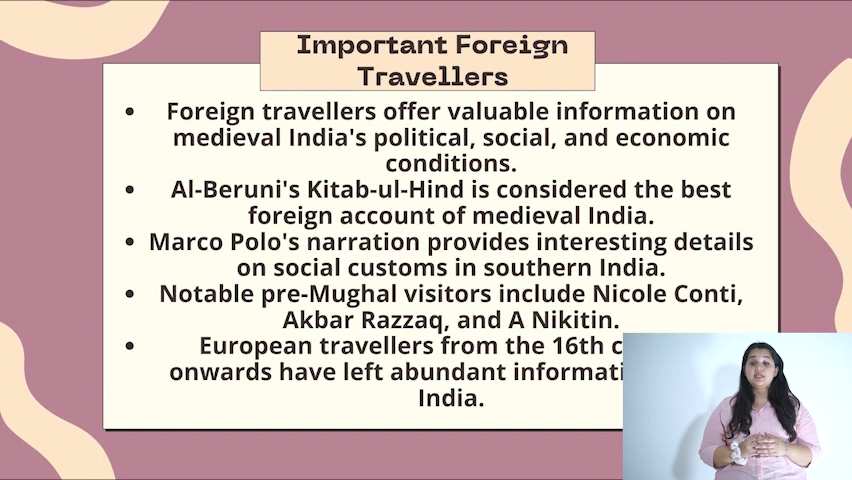 Important Foreign
Travellers
• Foreign travellers offer valuable information on
medieval India's political, social, and economic
conditions.
• Al-Beruni's Kitab-ul-Hind is considered the best
foreign account of medieval India.
• Marco Polo's narration provides interesting details
on social customs in southern India.
• Notable pre-Mughal visitors include Nicole Conti,
Akbar Razzaq, and A Nikitin.
• European travellers from the 16th
onwards have left abundant
India.